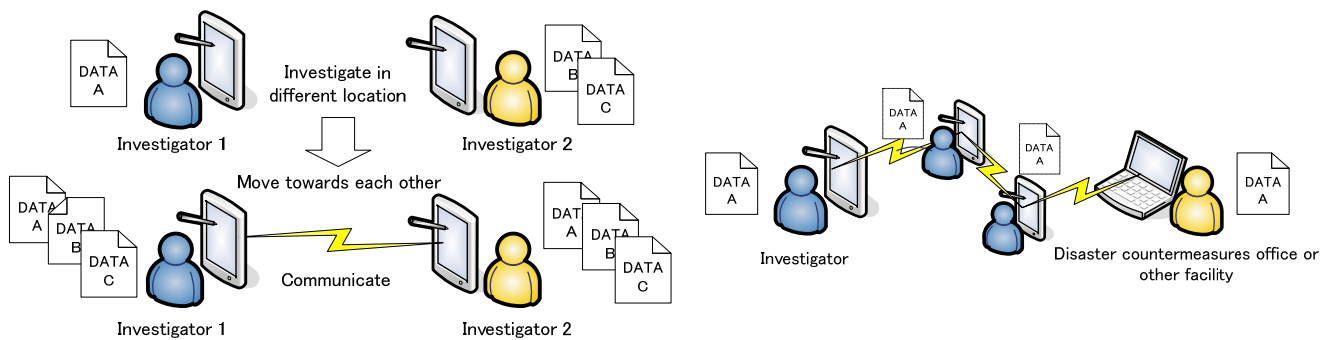 DATA
A
Investigator 1
Investigate in
different location
DATA
B
DATA
C
Investigator 2
Move towards each other
DATA
A
DATA
B
DATA
C
Investigator 1
Communicate
DATA
A
DATA
B
DATA
C
Investigator 2
DATA
A
Investigator
DATA
A
DATA
A
DATA
A
Disaster countermeasures office or
other facility